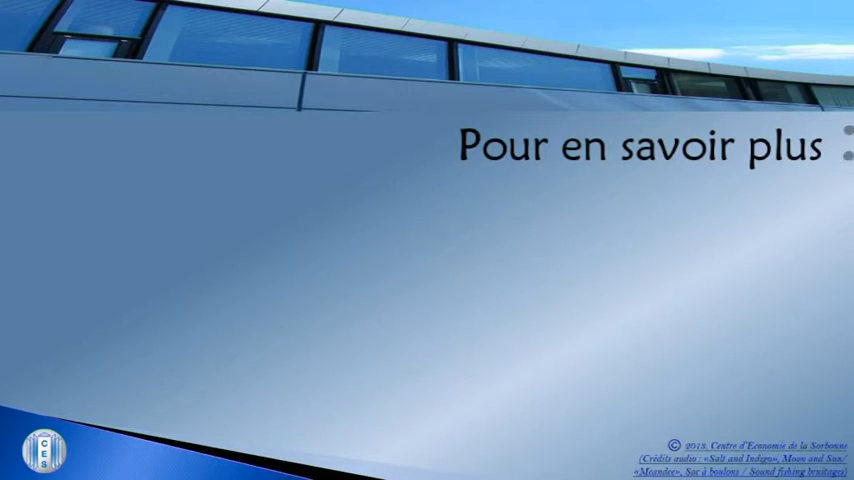 Pour en savoir plus :
C
E
S
© 2013. Centre d'Economie de la Sorbonne
(Crédits audio : «Salt and Indigo», Moon and Sun/
«Meandee», Sac à boulons / Sound fishing bruitages)